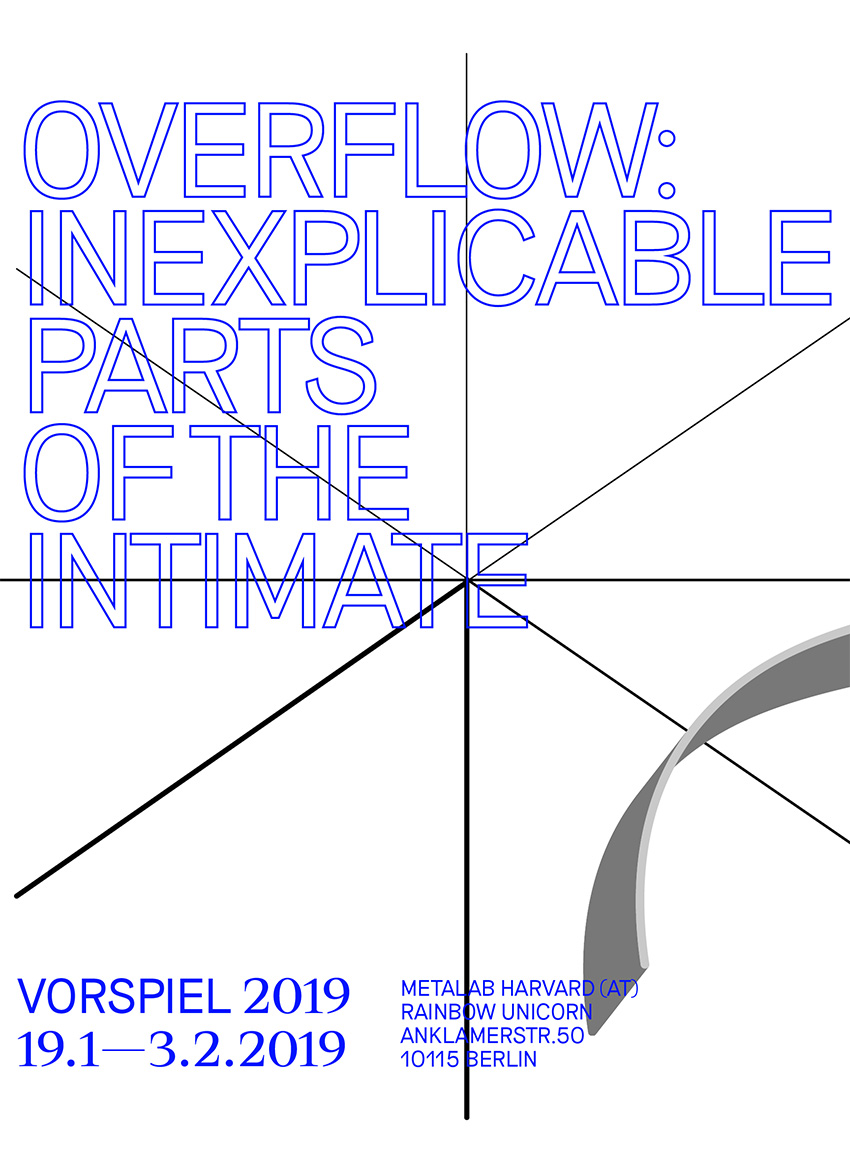 OVERFLOW:
INEXPLICABLE
PARTS
OF THE
INTIMATE
VORSPIEL 2019
19.1—3.2.2019
METALAB HARVARD (AT)
RAINBOW UNICORN
ANKLAMERSTR.50
10115 BERLIN